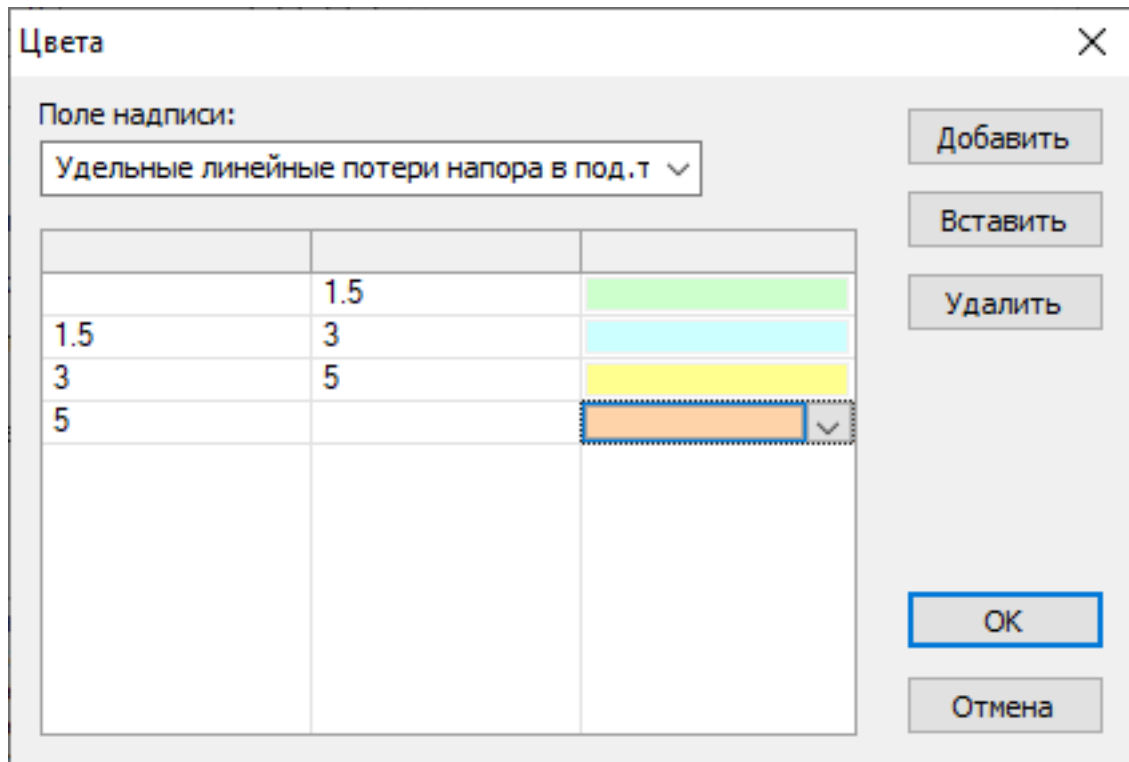 Цвета
Поле надписи:
Удельные линейные потери напора в под.т
Добавить
Вставить
Удалить
1.5
1.5 3
3 5
5
ОК
Отмена